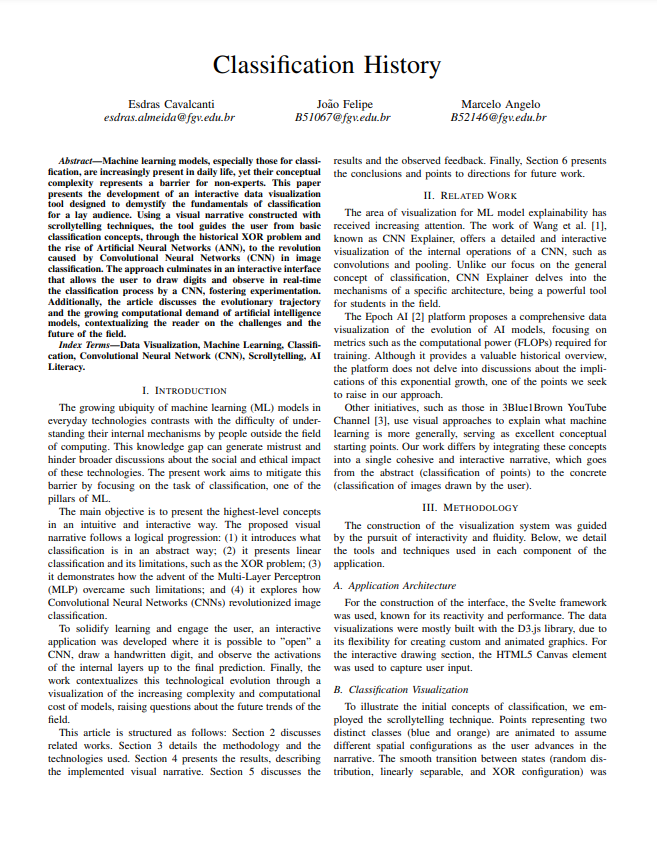 Classification History
Esdras Cavalcanti
esdras.almeida@fgv.edu.br
João Felipe
B51067@fgv.edu.br
Marcelo Angelo
B52146@fgv.edu.br
Abstract—Machine learning models, especially those for classi-
fication, are increasingly present in daily life, yet their conceptual
complexity represents a barrier for non-experts. This paper
presents the development of an interactive data visualization
tool designed to demystify the fundamentals of classification
for a lay audience. Using a visual narrative constructed with
scrollytelling techniques, the tool guides the user from basic
classification concepts, through the historical XOR problem and
the rise of Artificial Neural Networks (ANN), to the revolution
caused by Convolutional Neural Networks (CNN) in image
classification. The approach culminates in an interactive interface
that allows the user to draw digits and observe in real-time
the classification process by a CNN, fostering experimentation.
Additionally, the article discusses the evolutionary trajectory
and the growing computational demand of artificial intelligence
models, contextualizing the reader on the challenges and the
future of the field.
Index Terms—Data Visualization, Machine Learning, Classifi-
cation, Convolutional Neural Network (CNN), Scrollytelling, AI
Literacy.
I. INTRODUCTION
The growing ubiquity of machine learning (ML) models in
everyday technologies contrasts with the difficulty of under-
standing their internal mechanisms by people outside the field
of computing. This knowledge gap can generate mistrust and
hinder broader discussions about the social and ethical impact
of these technologies. The present work aims to mitigate this
barrier by focusing on the task of classification, one of the
pillars of ML.
The main objective is to present the highest-level concepts
in an intuitive and interactive way. The proposed visual
narrative follows a logical progression: (1) it introduces what
classification is in an abstract way; (2) it presents linear
classification and its limitations, such as the XOR problem; (3)
it demonstrates how the advent of the Multi-Layer Perceptron
(MLP) overcame such limitations; and (4) it explores how
Convolutional Neural Networks (CNNs) revolutionized image
classification.
To solidify learning and engage the user, an interactive
application was developed where it is possible to "open" a
CNN, draw a handwritten digit, and observe the activations
of the internal layers up to the final prediction. Finally, the
work contextualizes this technological evolution through a
visualization of the increasing complexity and computational
cost of models, raising questions about the future trends of the
field.
This article is structured as follows: Section 2 discusses
related works. Section 3 details the methodology and the
technologies used. Section 4 presents the results, describing
the implemented visual narrative. Section 5 discusses the
results and the observed feedback. Finally, Section 6 presents
the conclusions and points to directions for future work.
II. RELATED WORK
The area of visualization for ML model explainability has
received increasing attention. The work of Wang et al. [1],
known as CNN Explainer, offers a detailed and interactive
visualization of the internal operations of a CNN, such as
convolutions and pooling. Unlike our focus on the general
concept of classification, CNN Explainer delves into the
mechanisms of a specific architecture, being a powerful tool
for students in the field.
The Epoch AI [2] platform proposes a comprehensive data
visualization of the evolution of AI models, focusing on
metrics such as the computational power (FLOPs) required for
training. Although it provides a valuable historical overview,
the platform does not delve into discussions about the impli-
cations of this exponential growth, one of the points we seek
to raise in our approach.
Other initiatives, such as those in 3Blue1Brown YouTube
Channel [3], use visual approaches to explain what machine
learning is more generally, serving as excellent conceptual
starting points. Our work differs by integrating these concepts
into a single cohesive and interactive narrative, which goes
from the abstract (classification of points) to the concrete
(classification of images drawn by the user).
III. METHODOLOGY
The construction of the visualization system was guided
by the pursuit of interactivity and fluidity. Below, we detail
the tools and techniques used in each component of the
application.
A. Application Architecture
For the construction of the interface, the Svelte framework
was used, known for its reactivity and performance. The data
visualizations were mostly built with the D3.js library, due to
its flexibility for creating custom and animated graphics. For
the interactive drawing section, the HTML5 Canvas element
was used to capture user input.
B. Classification Visualization
To illustrate the initial concepts of classification, we em-
ployed the scrollytelling technique. Points representing two
distinct classes (blue and orange) are animated to assume
different spatial configurations as the user advances in the
narrative. The smooth transition between states (random dis-
tribution, linearly separable, and XOR configuration) was